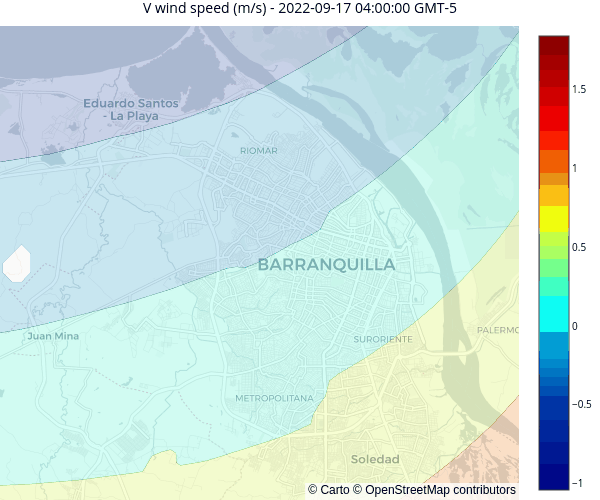 V wind speed (m/s) - 2022-09-17 04:00:00 GMT-5
Eduardo Santos
- La Playa
RIOMAR
BARRANQUILLA
Juan Mina
SURORIENTE
PALERMO
METROPOLITANA
Soledad
© Carto © OpenStreetMap contributors
1.5
1
0.5
0
−0.5
−1